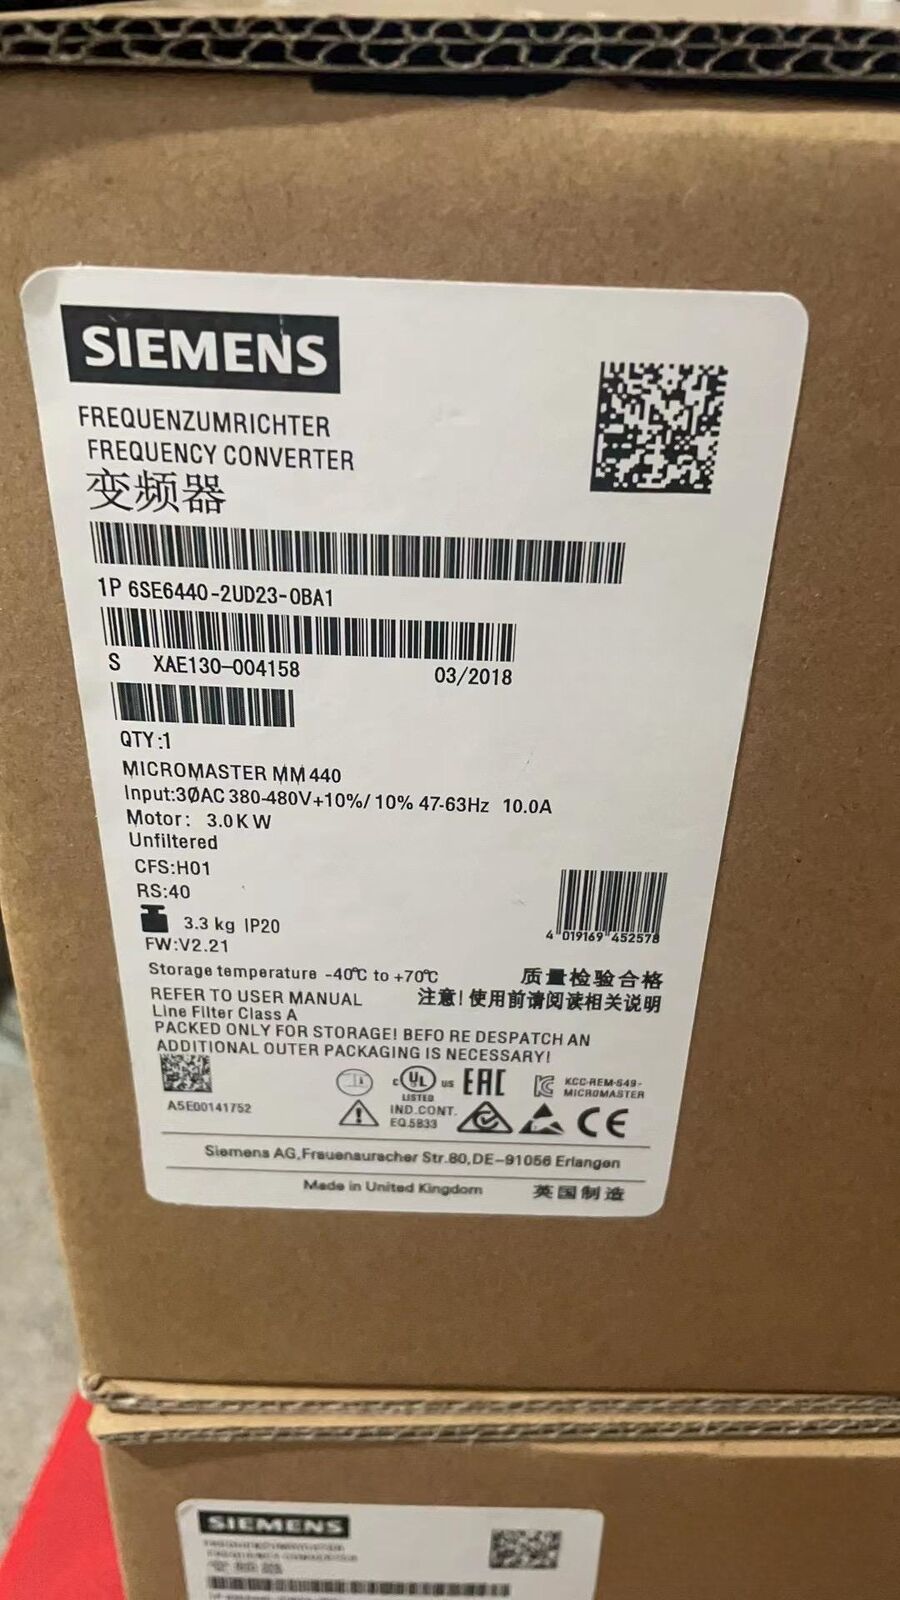 SIEMENS
FREQUENZUMRICHTER
FREQUENCY CONVERTER
变频器
1P 6SE6440-2UD23-0BA1
S XAE130-004158 03/2018
QTY:1
MICROMASTER MM440
Input:3ØAC 380-480V+10%/ 10% 47-63Hz 10.0A
Motor: 3.0KW
Unfiltered
CFS:H01
RS:40
3.3 kg IP20
4 019169 452578
FW:V2.21
Storage temperature -40℃ to +70℃ 质量检验合格
REFER TO USER MANUAL 注意!使用前请阅读相关说明
Line Filter Class A
PACKED ONLY FOR STORAGE! BEFO RE DESPATCH AN
ADDITIONAL OUTER PACKAGING IS NECESSARY!
A5E00141752
c UL US LISTED
IND.CONT.
EQ.5B33
EAC
KCC-REM-S49-
MICROMASTER
CE
Siemens AG,Frauenauracher Str.80,DE-91056 Erlangen
Made in United Kingdom 英国制造
SIEMENS
FREQUENZUMRICHTER
FREQUENCY CONVERTER